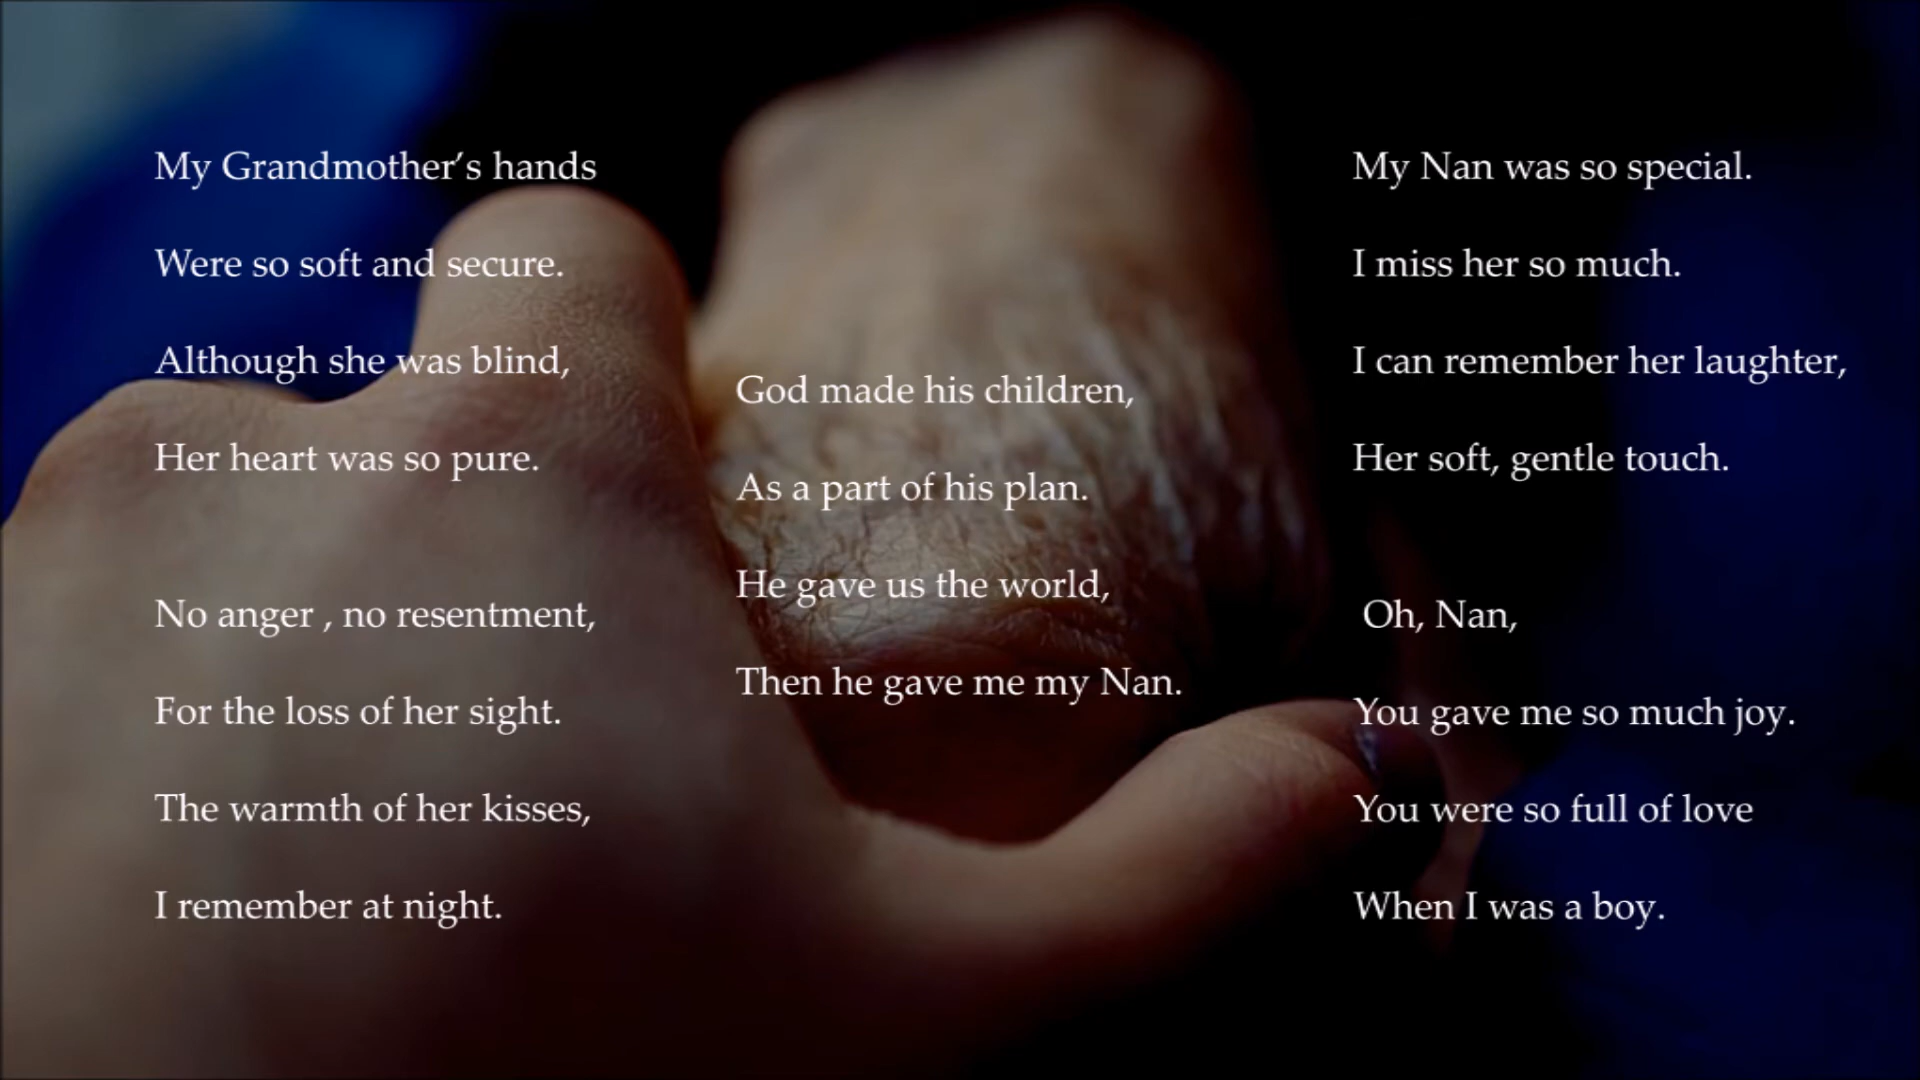 My Grandmother’s hands
Were so soft and secure.
Although she was blind,
Her heart was so pure.
No anger , no resentment,
For the loss of her sight.
The warmth of her kisses,
I remember at night.
God made his children,
As a part of his plan.
He gave us the world,
Then he gave me my Nan.
My Nan was so special.
I miss her so much.
I can remember her laughter,
Her soft, gentle touch.
Oh, Nan,
You gave me so much joy.
You were so full of love
When I was a boy.